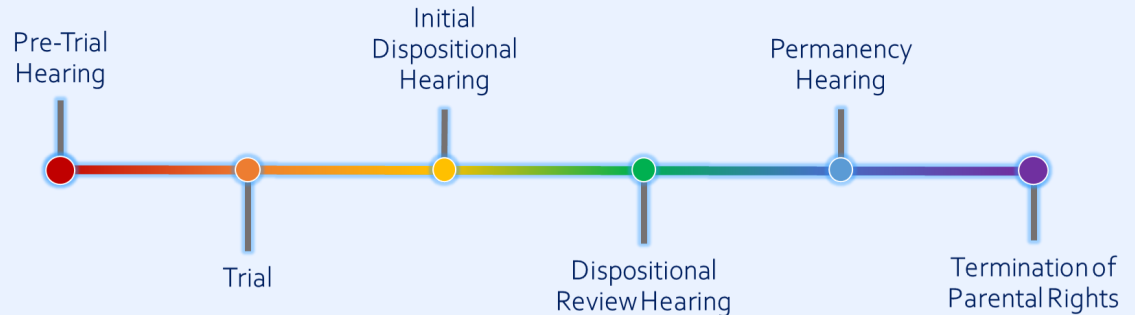 Pre-Trial
Hearing
Trial
Initial
Dispositional
Hearing
Dispositional
Review Hearing
Permanency
Hearing
Termination of
Parental Rights